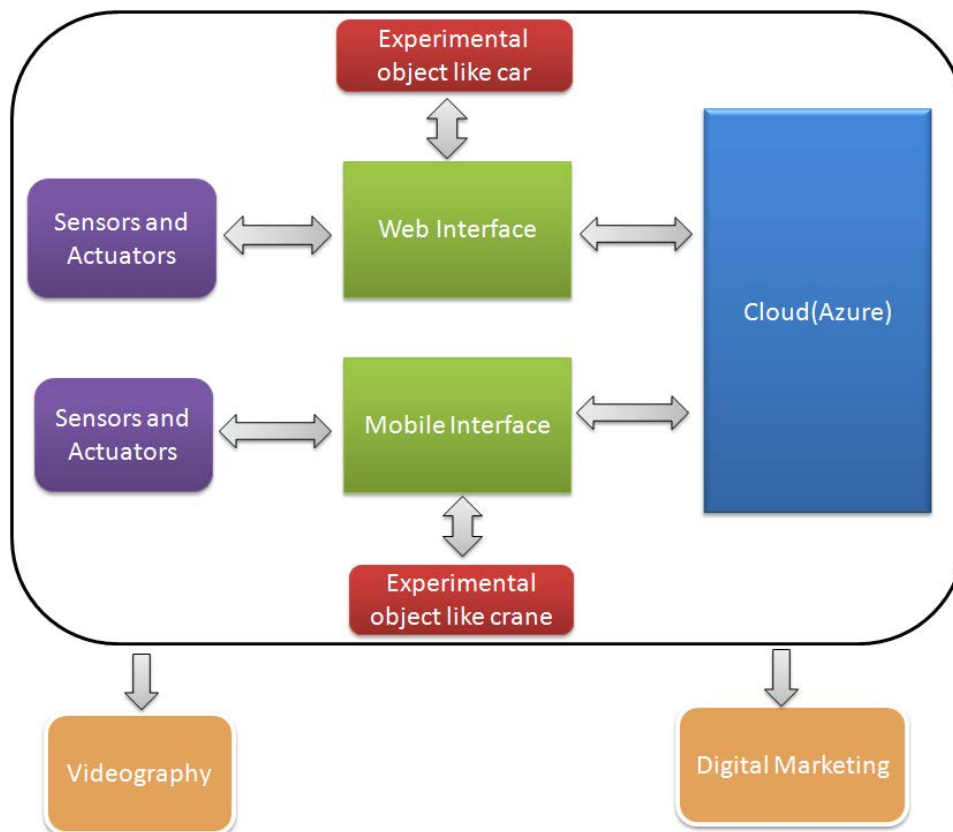 Experimental
object like car
Sensors and
Actuators
Web Interface
Cloud(Azure)
Sensors and
Actuators
Mobile Interface
Experimental
object like crane
Videography
Digital Marketing